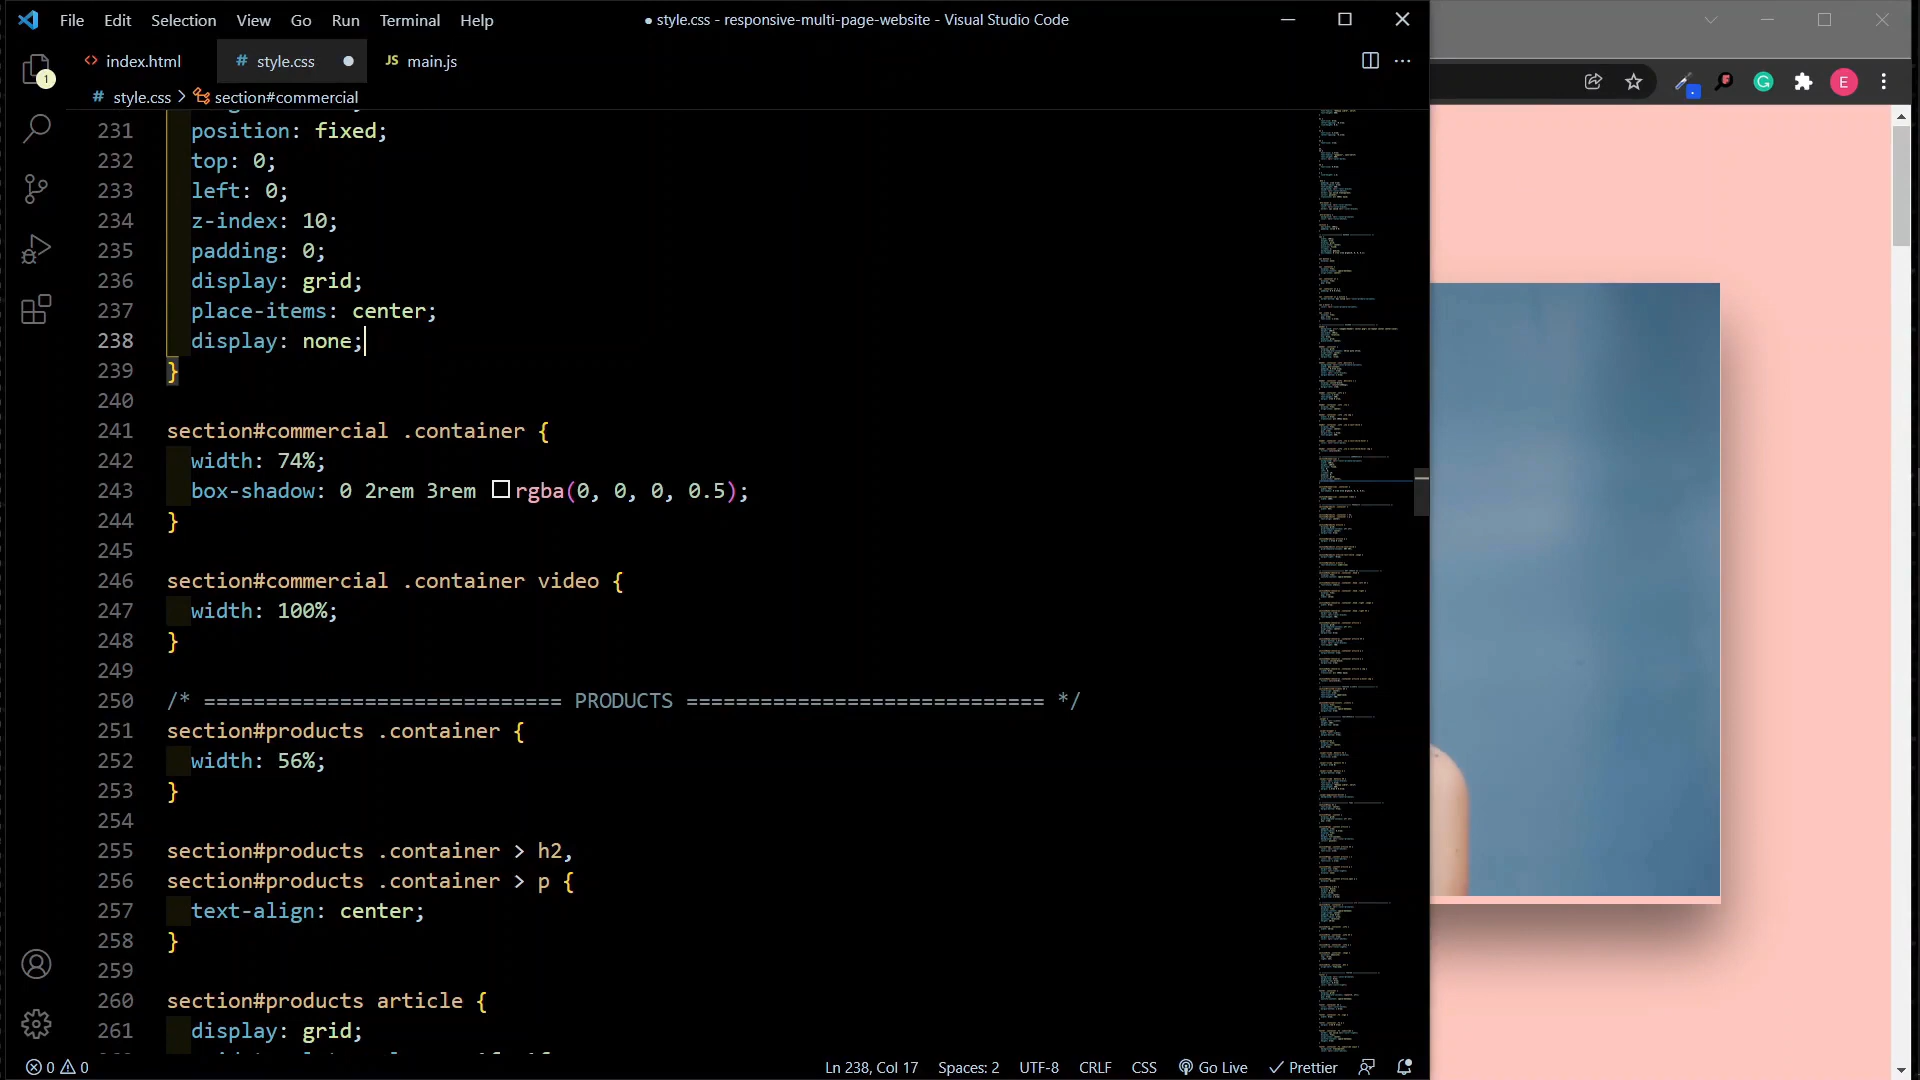 File Edit Selection View Go Run Terminal Help
● style.css - responsive-multi-page-website - Visual Studio Code
<> index.html
# style.css ●
JS main.js
# style.css > section#commercial
1
231 position: fixed;
232 top: 0;
233 left: 0;
234 z-index: 10;
235 padding: 0;
236 display: grid;
237 place-items: center;
238 display: none;
239 }
240
241 section#commercial .container {
242 width: 74%;
243 box-shadow: 0 2rem 3rem rgba(0, 0, 0, 0.5);
244 }
245
246 section#commercial .container video {
247 width: 100%;
248 }
249
250 /* ============================= PRODUCTS ============================= */
251 section#products .container {
252 width: 56%;
253 }
254
255 section#products .container > h2,
256 section#products .container > p {
257 text-align: center;
258 }
259
260 section#products article {
261 display: grid;
0 0 Ln 238, Col 17 Spaces: 2 UTF-8 CRLF CSS Go Live Prettier
F G E